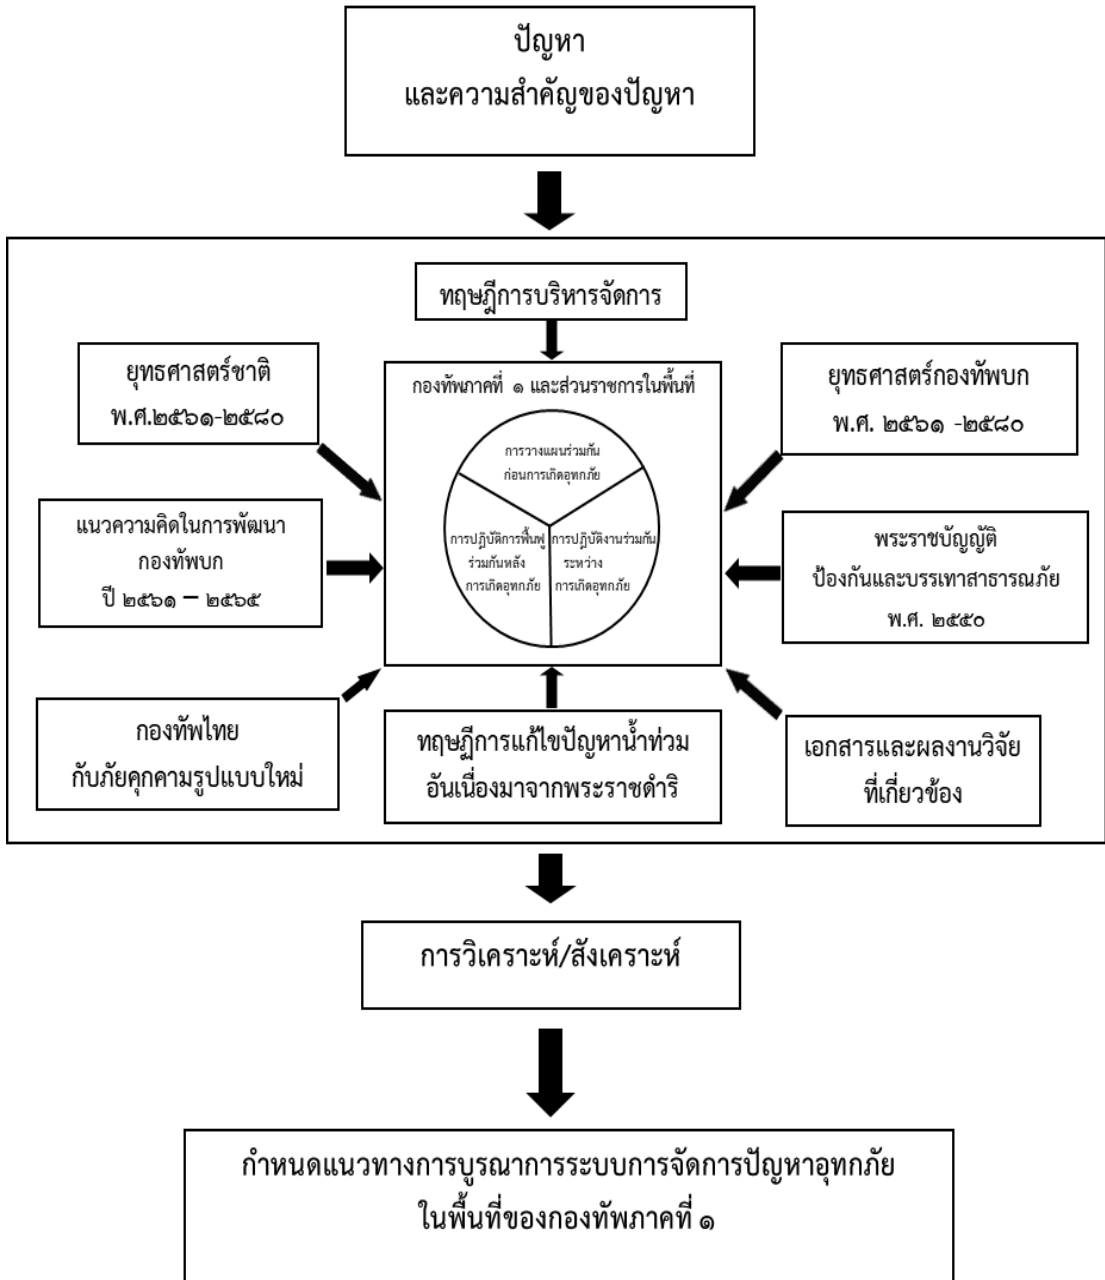 ปัญหา
และความสำคัญของปัญหา
ทฤษฎีการบริหารจัดการ
ยุทธศาสตร์ชาติ
พ.ศ.๒๕๖๑-๒๕๘๐
ยุทธศาสตร์กองทัพบก
พ.ศ. ๒๕๖๑ -๒๕๘๐
กองทัพภาคที่ ๑ และส่วนราชการในพื้นที่
การวางแผนร่วมกัน
ก่อนการเกิดอุทกภัย
การปฏิบัติการฟื้นฟู
ร่วมกันหลัง
การเกิดอุทกภัย
การปฏิบัติงานร่วมกัน
ระหว่าง
การเกิดอุทกภัย
แนวความคิดในการพัฒนา
กองทัพบก
ปี ๒๕๖๑ – ๒๕๖๕
พระราชบัญญัติ
ป้องกันและบรรเทาสาธารณภัย
พ.ศ. ๒๕๕๐
กองทัพไทย
กับภัยคุกคามรูปแบบใหม่
ทฤษฏีการแก้ไขปัญหาน้ำท่วม
อันเนื่องมาจากพระราชดำริ
เอกสารและผลงานวิจัย
ที่เกี่ยวข้อง
การวิเคราะห์/สังเคราะห์
กำหนดแนวทางการบูรณาการระบบการจัดการปัญหาอุทกภัย
ในพื้นที่ของกองทัพภาคที่ ๑